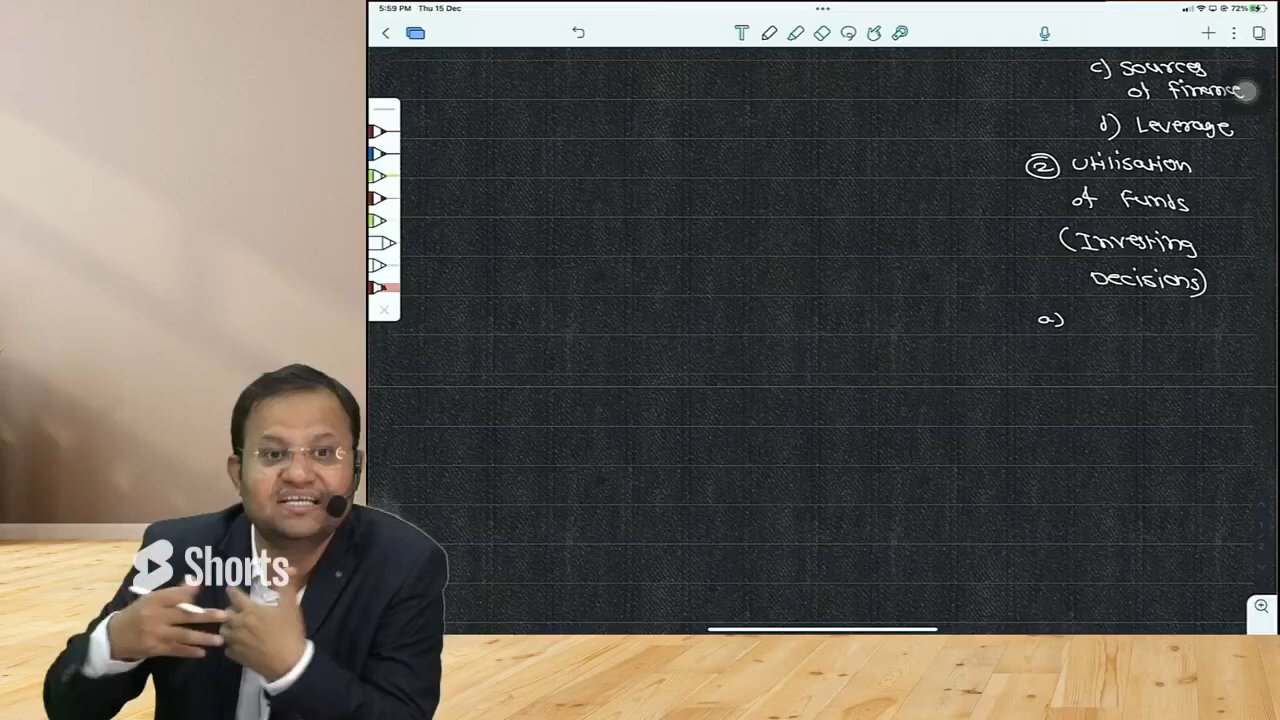 5:59 PM Thu 15 Dec
72%
T
c) Sources
of finance
d) Leverage
② Utilisation
of Funds
(Investing
Decisions)
a)
Shorts